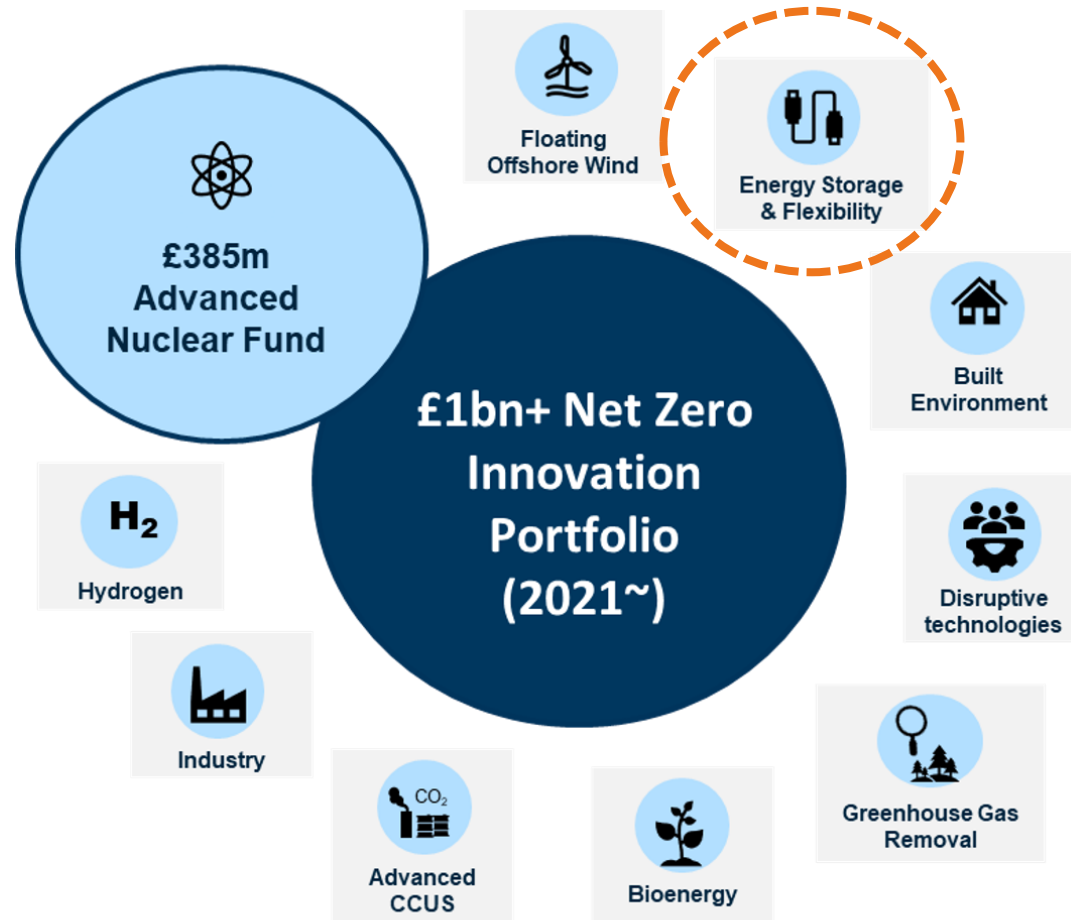 Floating
Offshore Wind
Energy Storage
& Flexibility
£385m
Advanced
Nuclear Fund
Built
Environment
£1bn+ Net Zero
Innovation
Portfolio
(2021~)
H₂
Hydrogen
Disruptive
technologies
Industry
CO₂
Advanced
CCUS
Bioenergy
Greenhouse Gas
Removal